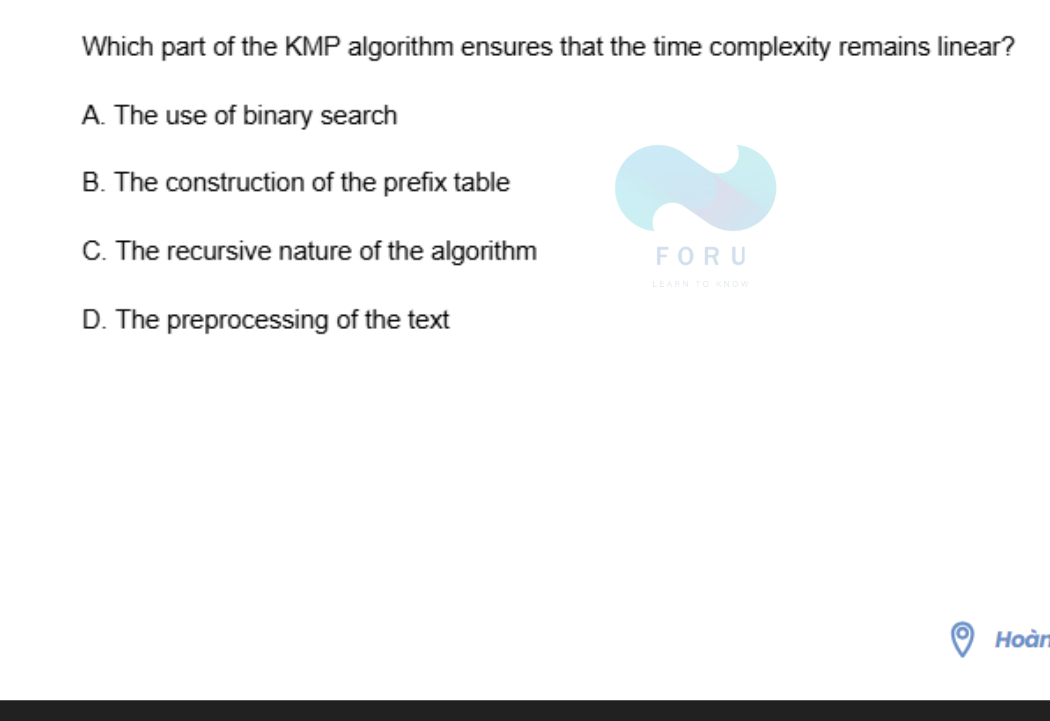 Which part of the KMP algorithm ensures that the time complexity remains linear?
A. The use of binary search
B. The construction of the prefix table
C. The recursive nature of the algorithm
D. The preprocessing of the text
FORU
LEARN TO KNOW
Hoàn